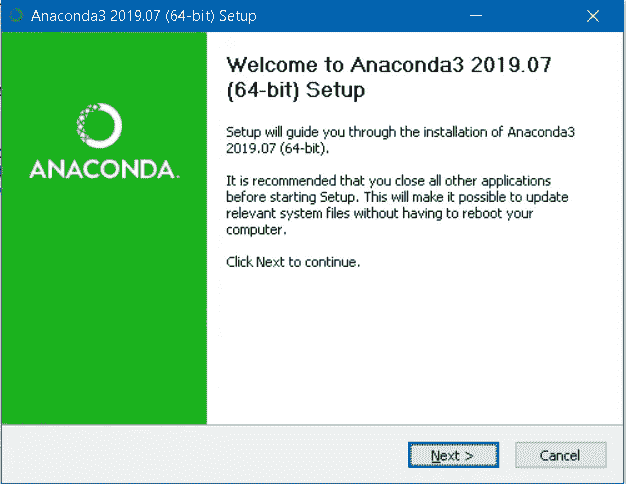 Anaconda3 2019.07 (64-bit) Setup
ANACONDA.
Welcome to Anaconda3 2019.07
(64-bit) Setup
Setup will guide you through the installation of Anaconda3
2019.07 (64-bit).
It is recommended that you close all other applications
before starting Setup. This will make it possible to update
relevant system files without having to reboot your
computer.
Click Next to continue.
Next >
Cancel